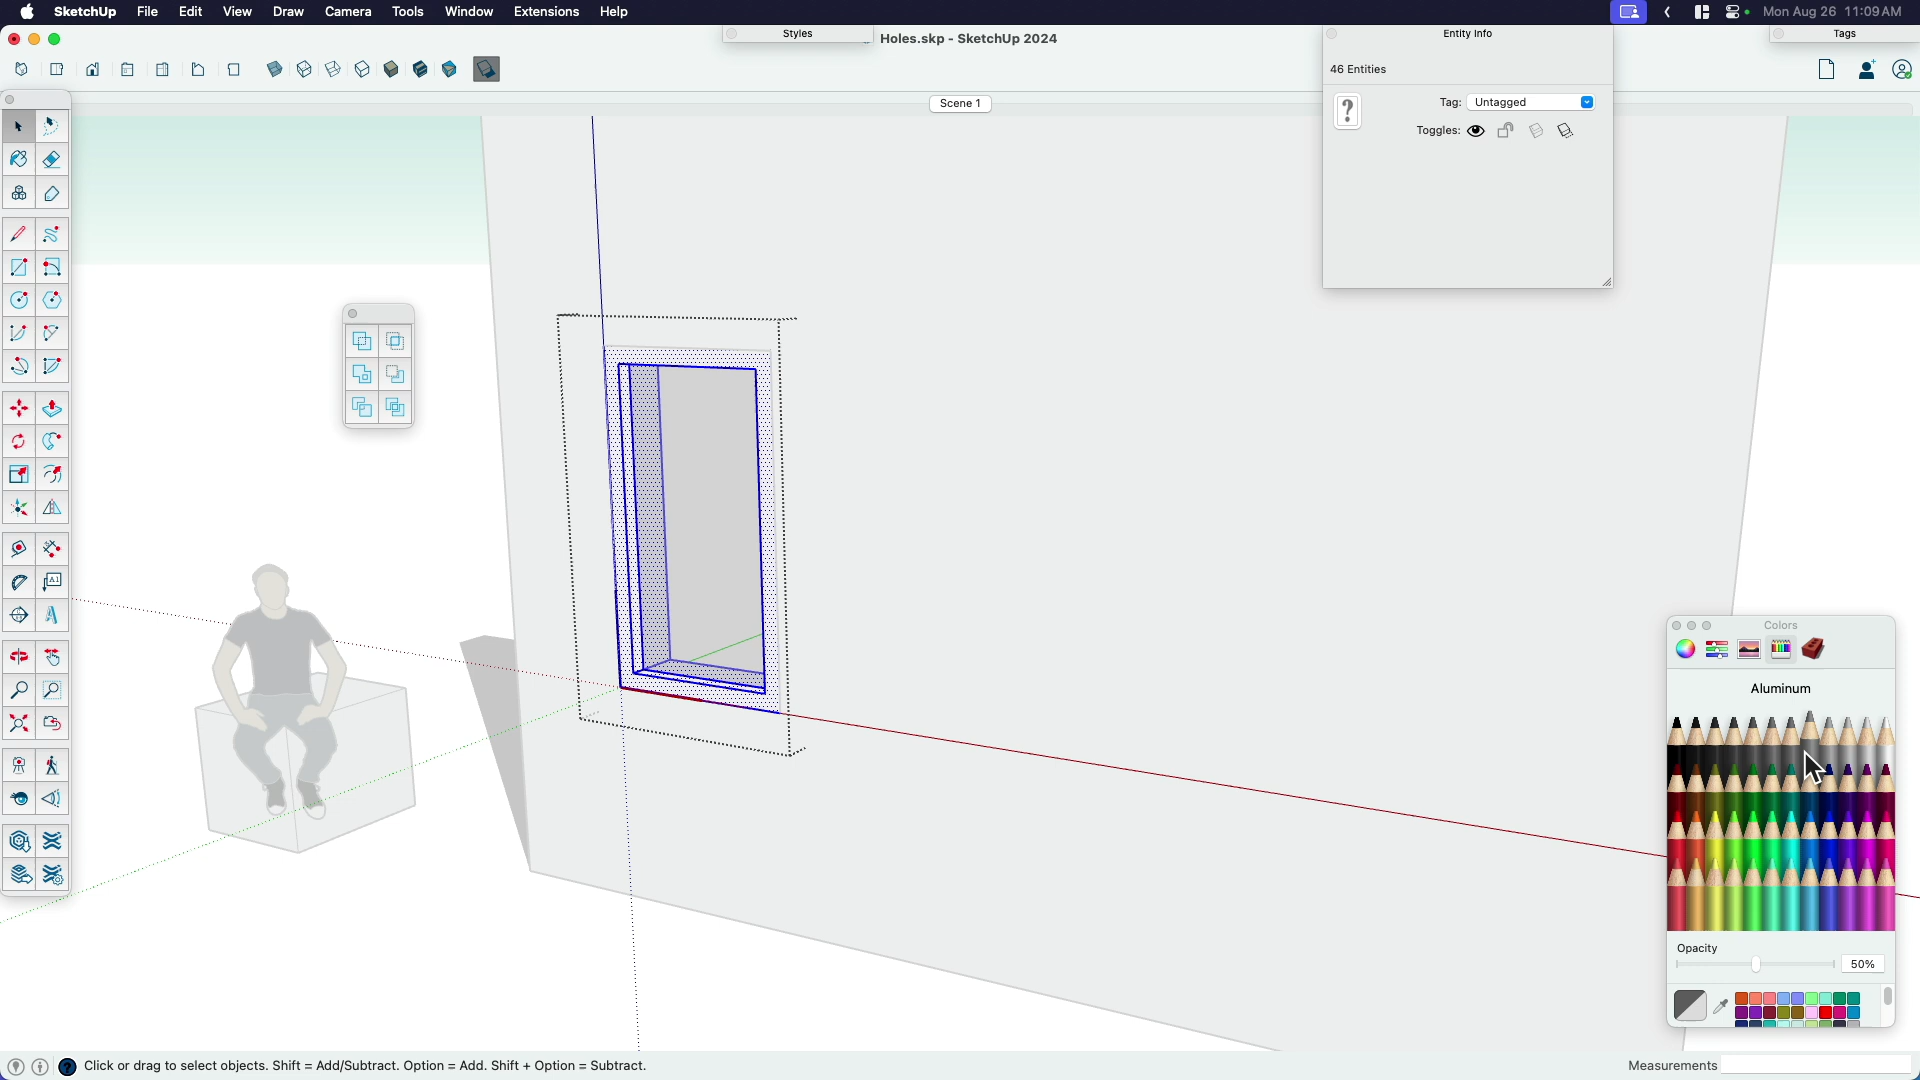 SketchUp File Edit View Draw Camera Tools Window Extensions Help Mon Aug 26 11:09 AM
Styles
Holes.skp - SketchUp 2024
Entity Info
Tags
46 Entities
Scene 1
Tag: Untagged
Toggles:
?
A1
A
Colors
Aluminum
Opacity
50%
Click or drag to select objects. Shift = Add/Subtract. Option = Add. Shift + Option = Subtract.
Measurements